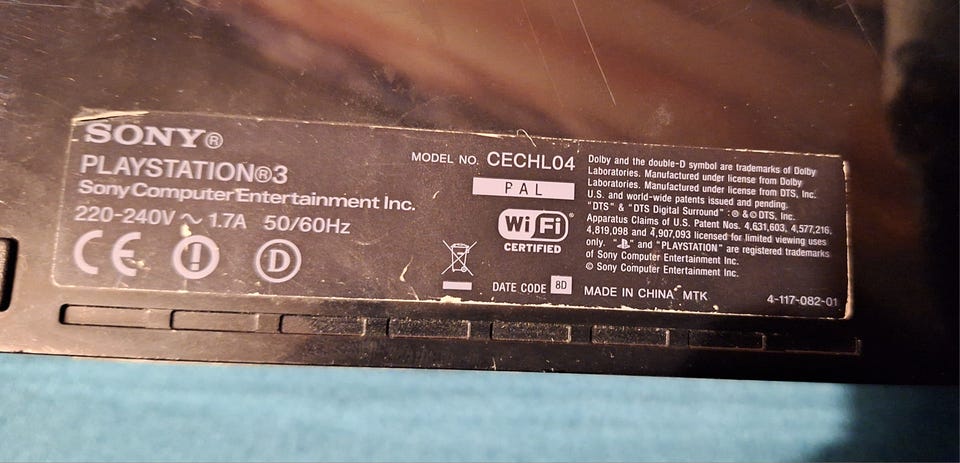 SONY®
PLAYSTATION®3
Sony Computer Entertainment Inc.
220-240V ~ 1.7A 50/60Hz
CE
D
MODEL NO. CECHL04
PAL
Wi Fi®
CERTIFIED
DATE CODE 8D
Dolby and the double-D symbol are trademarks of Dolby
Laboratories. Manufactured under license from Dolby
Laboratories. Manufactured under license from DTS, Inc.
U.S. and world-wide patents issued and pending.
"DTS" & "DTS Digital Surround" : ® & © DTS, Inc.
Apparatus Claims of U.S. Patent Nos. 4,631,603, 4,577,216,
4,819,098 and 4,907,093 licensed for limited viewing uses
only. " " and "PLAYSTATION" are registered trademarks
of Sony Computer Entertainment Inc.
© Sony Computer Entertainment Inc.
MADE IN CHINA MTK
4-117-082-01